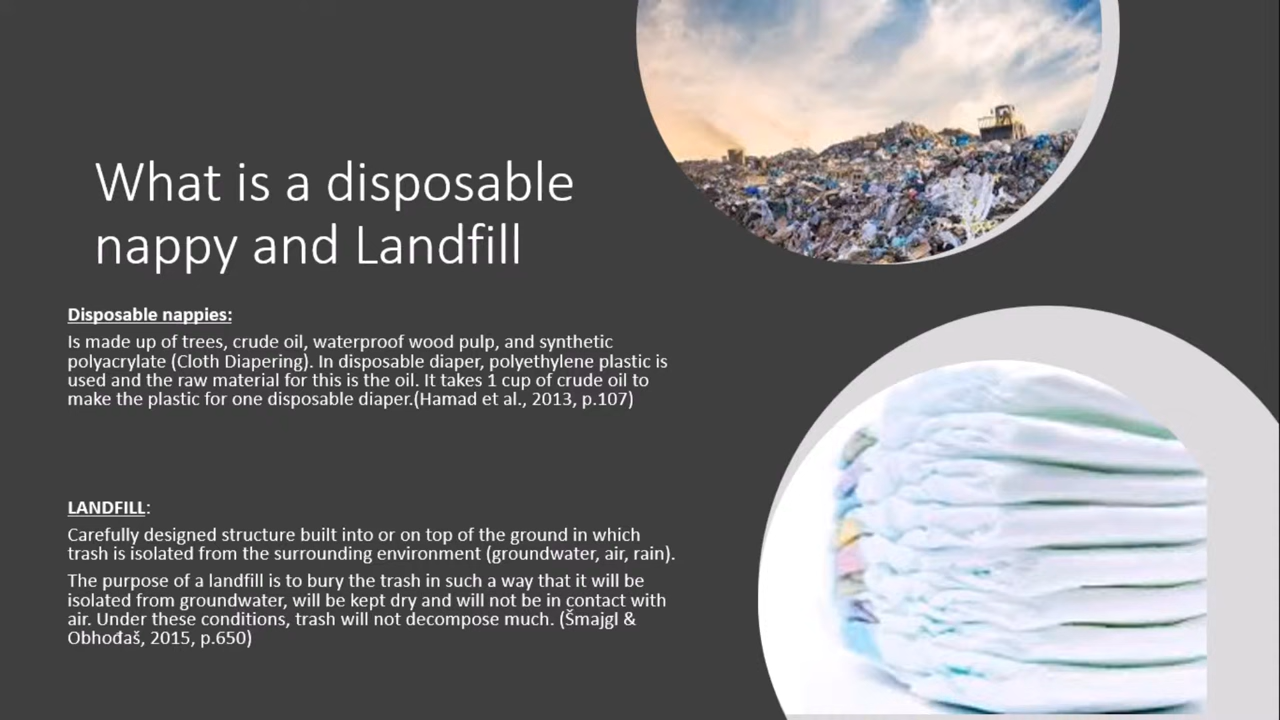 What is a disposable
nappy and Landfill
Disposable nappies:
Is made up of trees, crude oil, waterproof wood pulp, and synthetic
polyacrylate (Cloth Diapering). In disposable diaper, polyethylene plastic is
used and the raw material for this is the oil. It takes 1 cup of crude oil to
make the plastic for one disposable diaper.(Hamad et al., 2013, p.107)
LANDFILL:
Carefully designed structure built into or on top of the ground in which
trash is isolated from the surrounding environment (groundwater, air, rain).
The purpose of a landfill is to bury the trash in such a way that it will be
isolated from groundwater, will be kept dry and will not be in contact with
air. Under these conditions, trash will not decompose much. (Šmajgl &
Obhođaš, 2015, p.650)